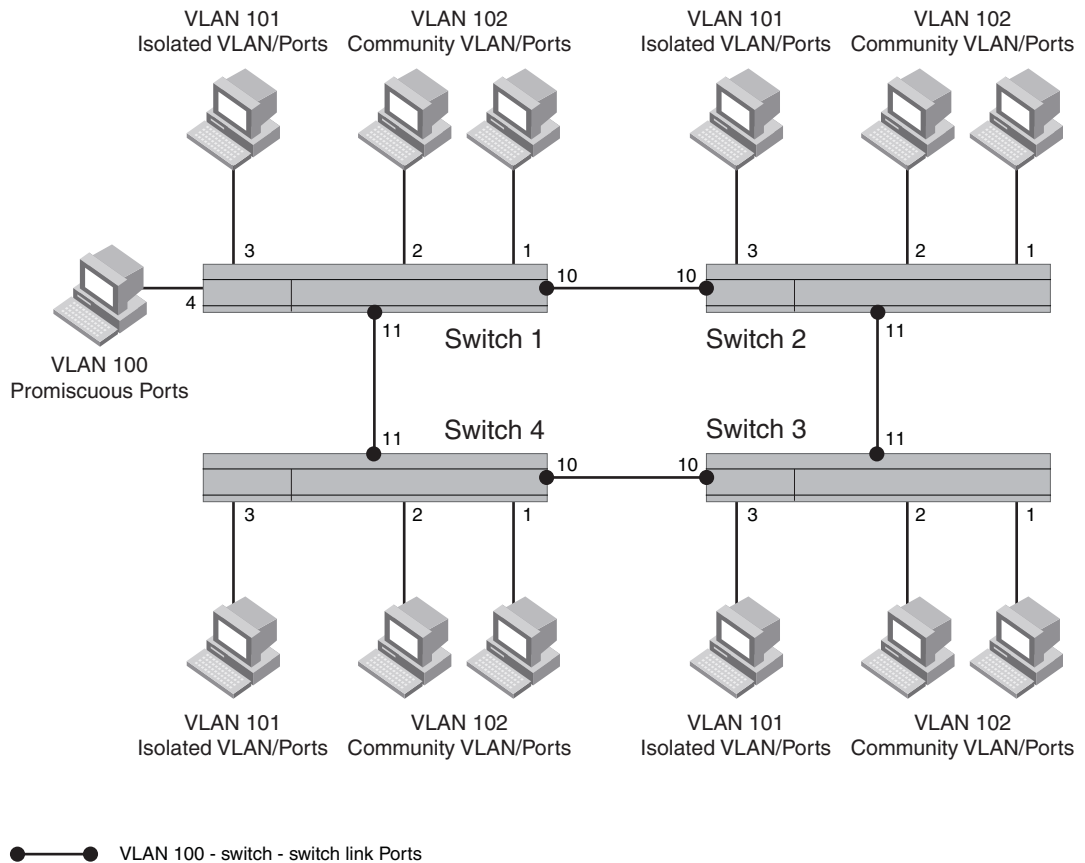 VLAN 101
Isolated VLAN/Ports
VLAN 102
Community VLAN/Ports
VLAN 101
Isolated VLAN/Ports
VLAN 102
Community VLAN/Ports
3
2
1
3
2
1
4
10
10
11
Switch 1
Switch 2
11
VLAN 100
Promiscuous Ports
11
Switch 4
Switch 3
11
10
10
3
2
1
3
2
1
VLAN 101
Isolated VLAN/Ports
VLAN 102
Community VLAN/Ports
VLAN 101
Isolated VLAN/Ports
VLAN 102
Community VLAN/Ports
VLAN 100 - switch - switch link Ports